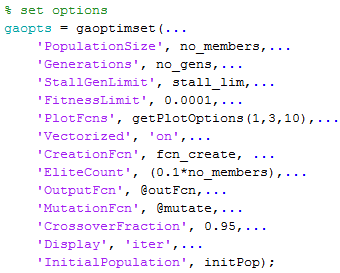 % set options
gaopts = gaoptimset(...
'PopulationSize', no_members,...
'Generations', no_gens,...
'StallGenLimit', stall_lim,...
'FitnessLimit', 0.0001,...
'PlotFcns', getPlotOptions(1,3,10),...
'Vectorized', 'on',...
'CreationFcn', fcn_create, ...
'EliteCount', (0.1*no_members),...
'OutputFcn', @outFcn,...
'MutationFcn', @mutate,...
'CrossoverFraction', 0.95,...
'Display', 'iter',...
'InitialPopulation', initPop);